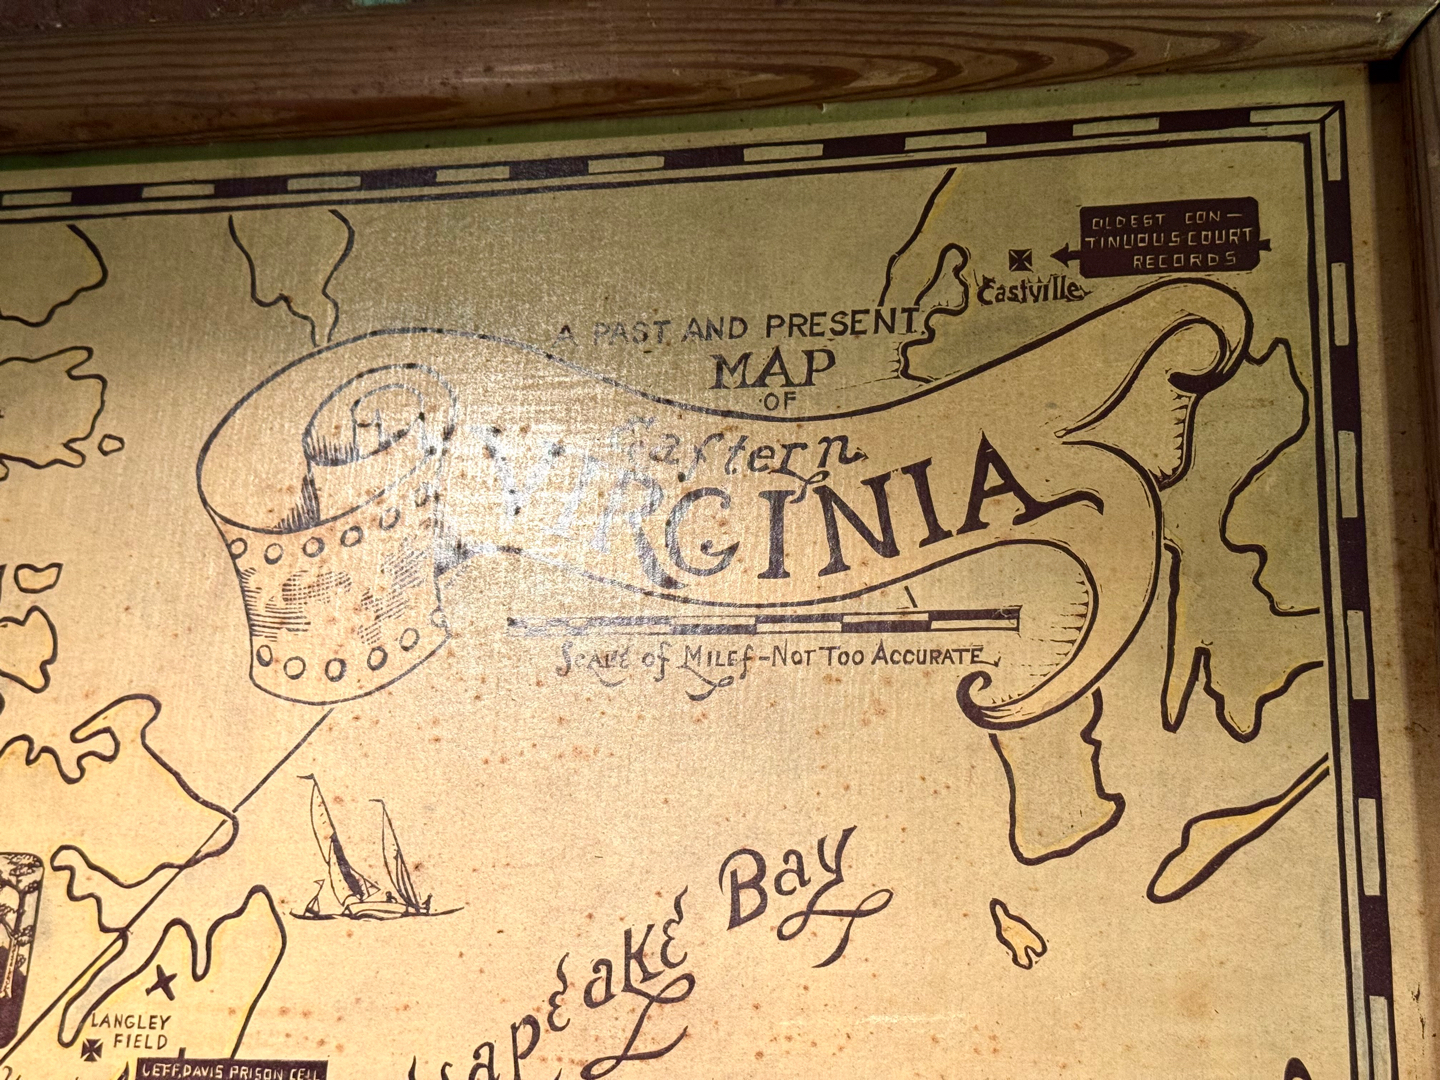 OLDEST CON-
TINUOUS COURT
RECORDS
Eastville
A PAST AND PRESENT
MAP
OF
Eaſtern
VIRGINIA
SCALE of MILEſ-NOT TOO ACCURATE
apeake Bay
LANGLEY
FIELD
JEFF. DAVIS PRISON CELL